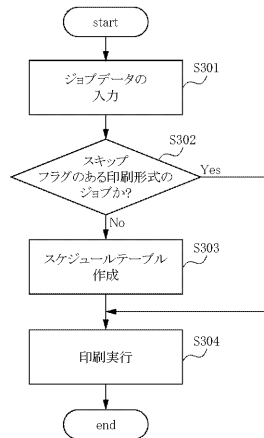 start
S301
ジョブデータの
入力
S302
スキップ
フラグのある印刷形式の
ジョブか?
Yes
No
S303
スケジュールテーブル
作成
S304
印刷実行
end